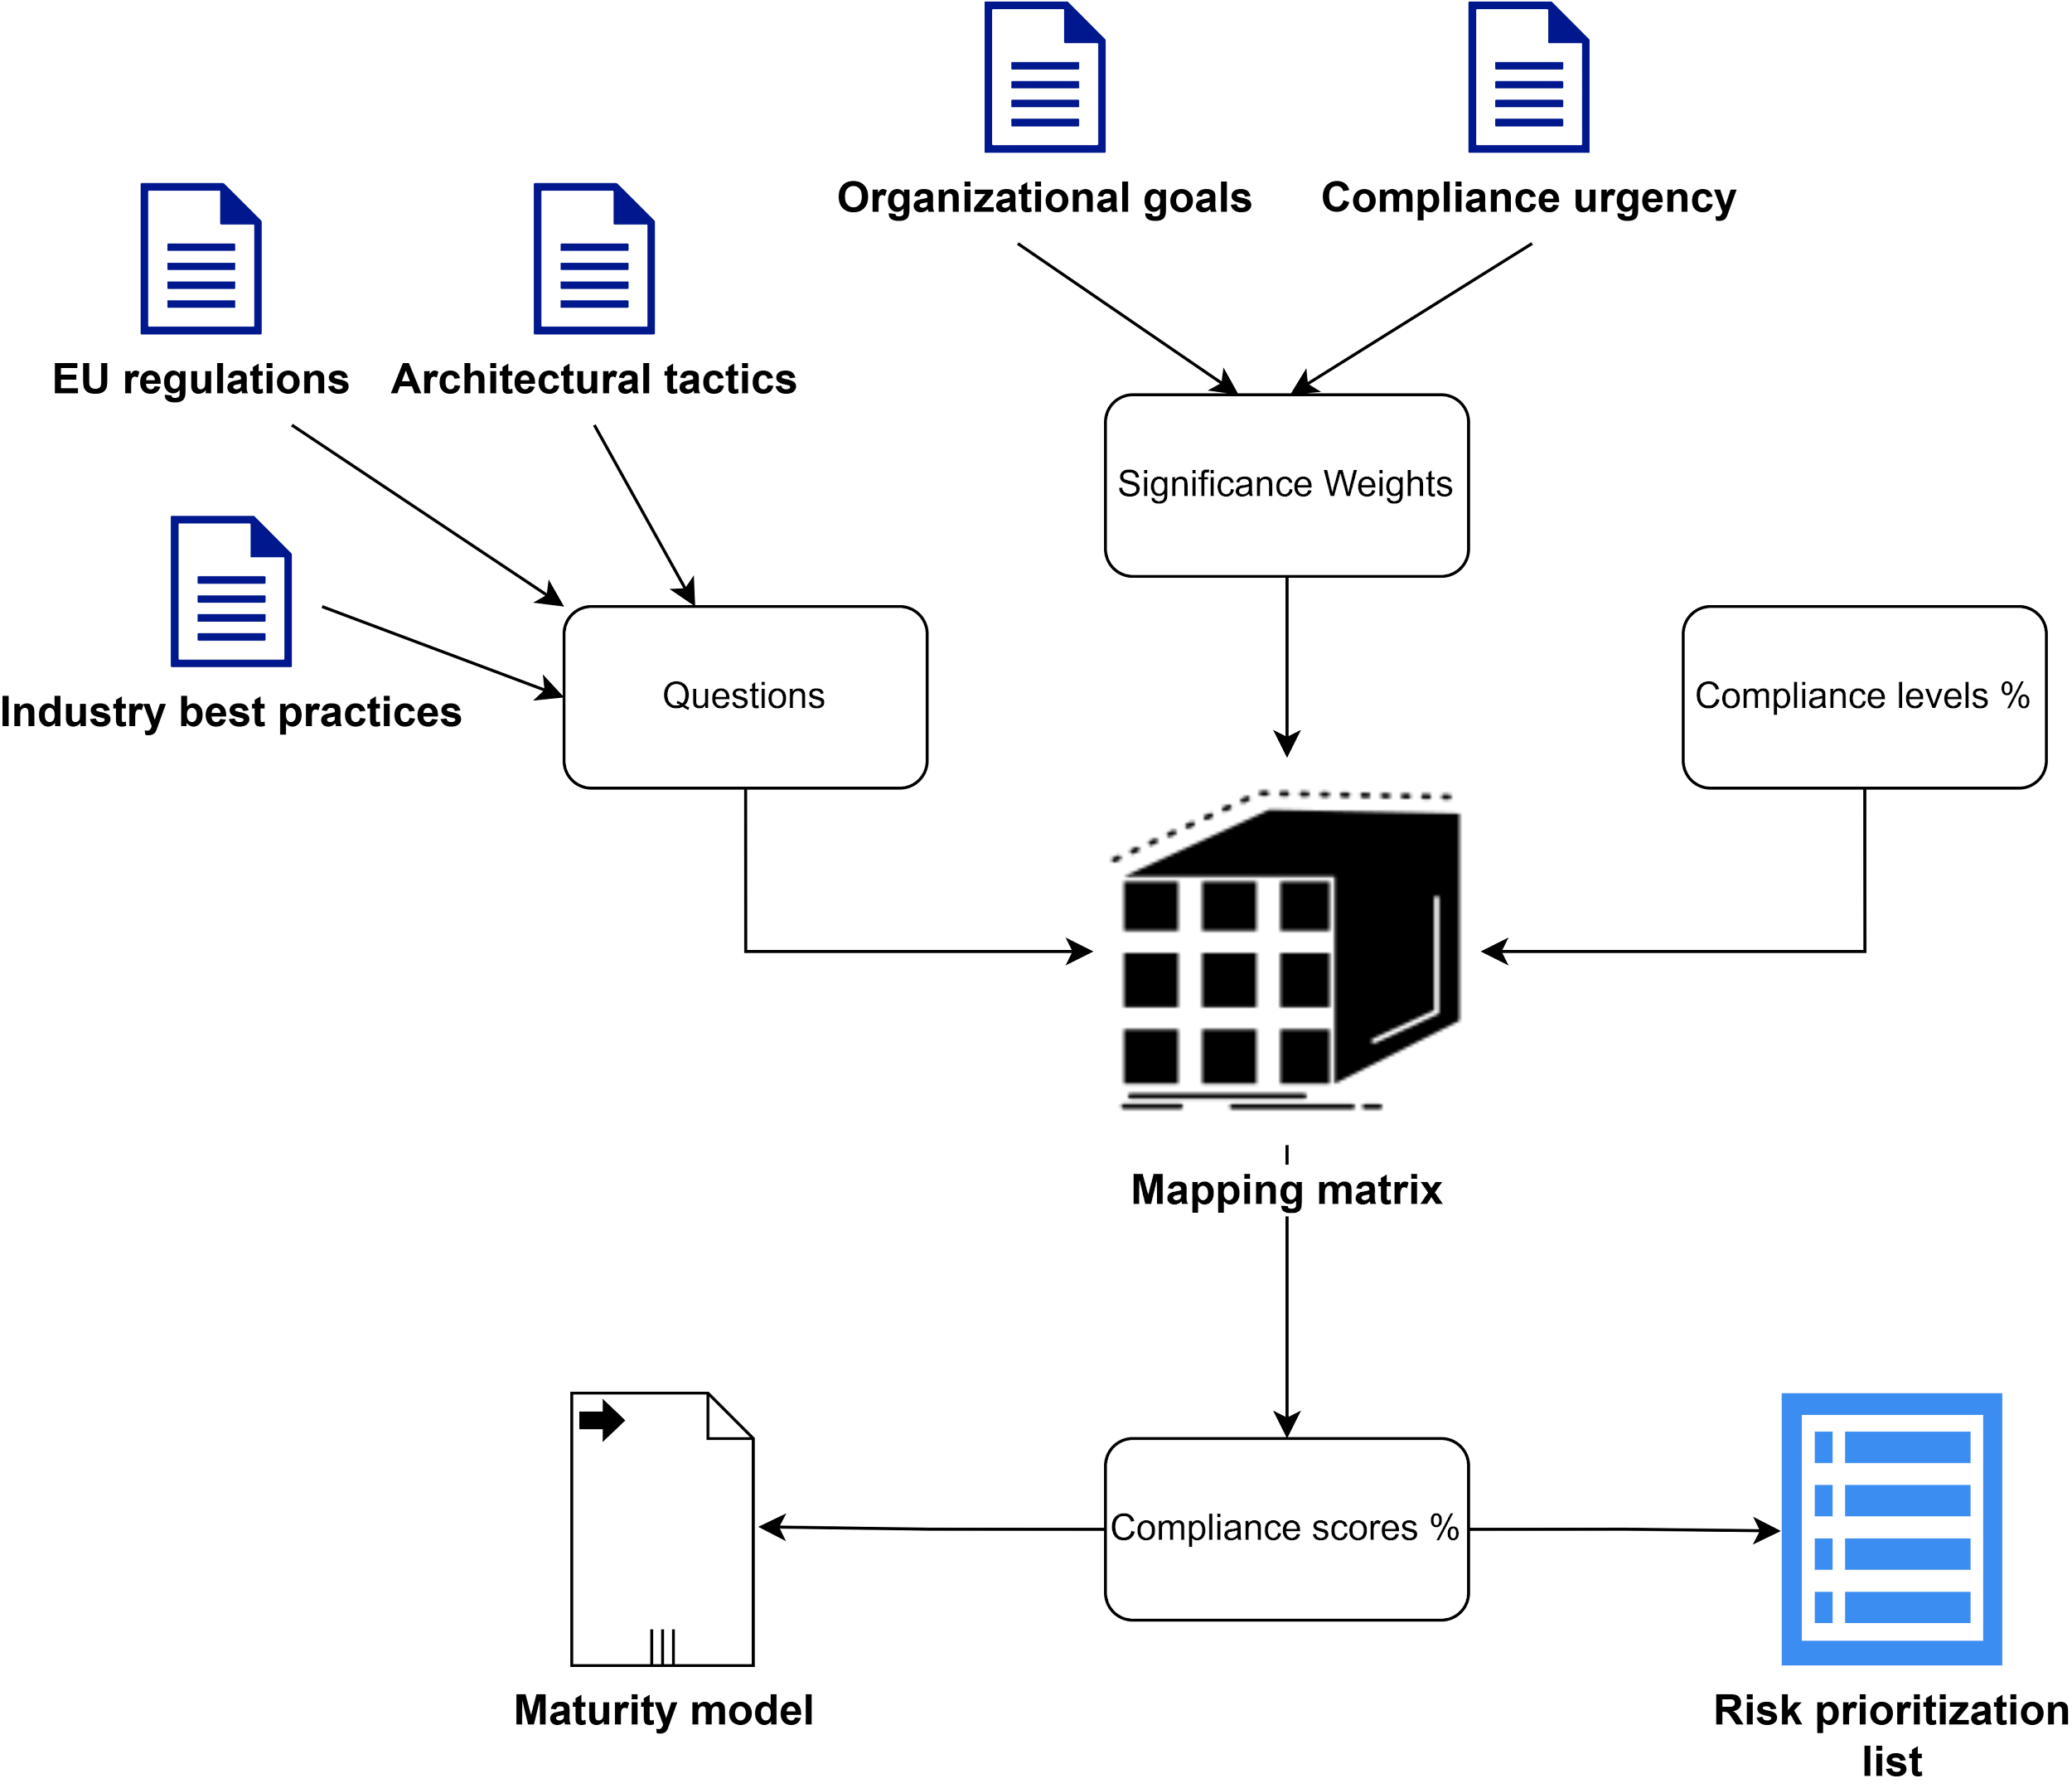 Organizational goals
Compliance urgency
EU regulations
Architectural tactics
Significance Weights
Industry best practices
Questions
Compliance levels %
Mapping matrix
Compliance scores %
Maturity model
Risk prioritization
list